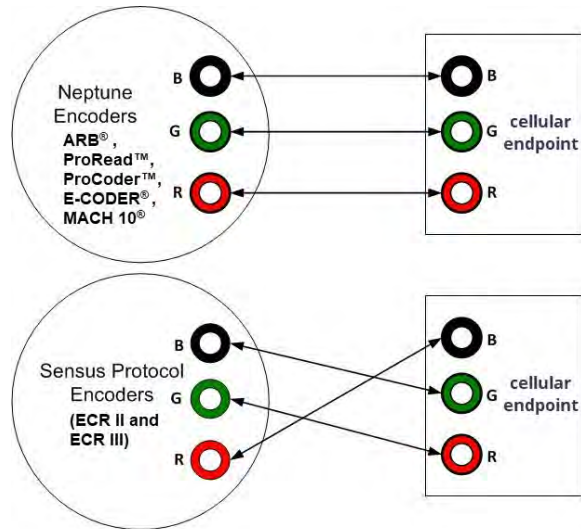 Neptune
Encoders
ARB®,
ProRead™,
ProCoder™,
E-CODER®,
MACH 10®
B
G
R
B
G
R
cellular
endpoint
Sensus Protocol
Encoders
(ECR II and
ECR III)
B
G
R
B
G
R
cellular
endpoint